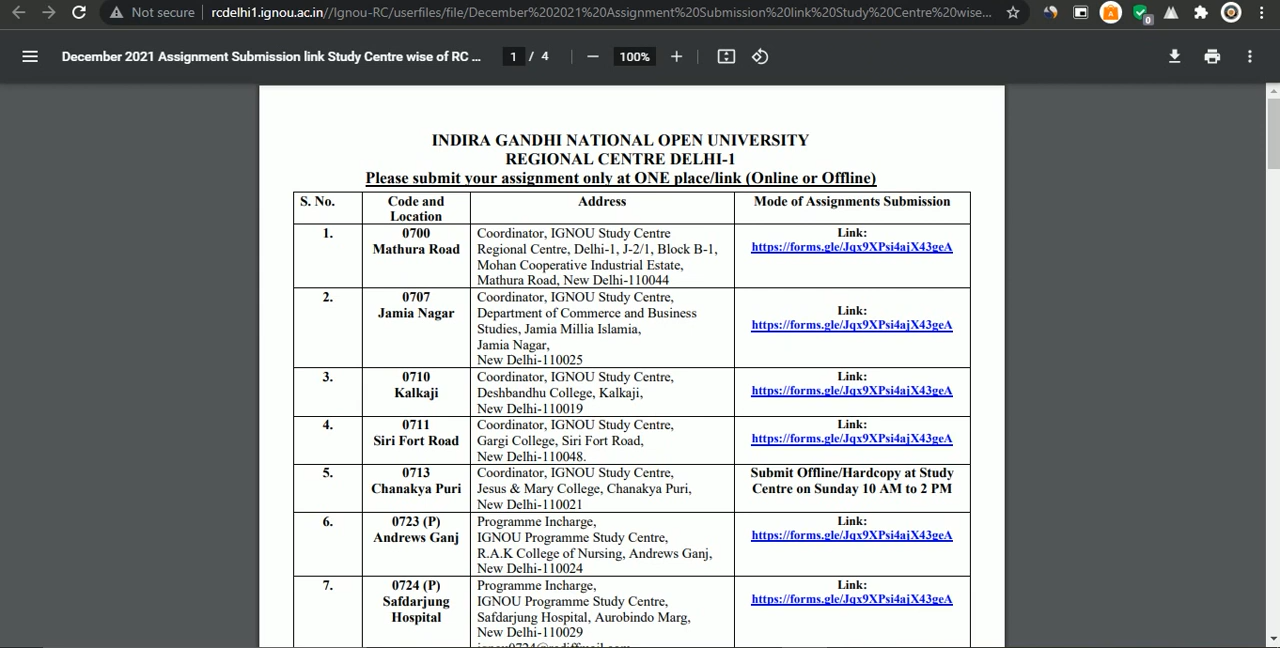 Not secure | rcdelhi1.ignou.ac.in//Ignou-RC/userfiles/file/December%202021%20Assignment%20Submission%20link%20Study%20Centre%20wise...
0
December 2021 Assignment Submission link Study Centre wise of RC ...
1 / 4
100%
INDIRA GANDHI NATIONAL OPEN UNIVERSITY
REGIONAL CENTRE DELHI-1
Please submit your assignment only at ONE place/link (Online or Offline)
S. No.
Code and
Location
Address
Mode of Assignments Submission
1.
0700
Mathura Road
Coordinator, IGNOU Study Centre
Regional Centre, Delhi-1, J-2/1, Block B-1,
Mohan Cooperative Industrial Estate,
Mathura Road, New Delhi-110044
Link:
https://forms.gle/Jqx9XPsi4ajX43geA
2.
0707
Jamia Nagar
Coordinator, IGNOU Study Centre,
Department of Commerce and Business
Studies, Jamia Millia Islamia,
Jamia Nagar,
New Delhi-110025
Link:
https://forms.gle/Jqx9XPsi4ajX43geA
3.
0710
Kalkaji
Coordinator, IGNOU Study Centre,
Deshbandhu College, Kalkaji,
New Delhi-110019
Link:
https://forms.gle/Jqx9XPsi4ajX43geA
4.
0711
Siri Fort Road
Coordinator, IGNOU Study Centre,
Gargi College, Siri Fort Road,
New Delhi-110048.
Link:
https://forms.gle/Jqx9XPsi4ajX43geA
5.
0713
Chanakya Puri
Coordinator, IGNOU Study Centre,
Jesus & Mary College, Chanakya Puri,
New Delhi-110021
Submit Offline/Hardcopy at Study
Centre on Sunday 10 AM to 2 PM
6.
0723 (P)
Andrews Ganj
Programme Incharge,
IGNOU Programme Study Centre,
R.A.K College of Nursing, Andrews Ganj,
New Delhi-110024
Link:
https://forms.gle/Jqx9XPsi4ajX43geA
7.
0724 (P)
Safdarjung
Hospital
Programme Incharge,
IGNOU Programme Study Centre,
Safdarjung Hospital, Aurobindo Marg,
New Delhi-110029
Link:
https://forms.gle/Jqx9XPsi4ajX43geA